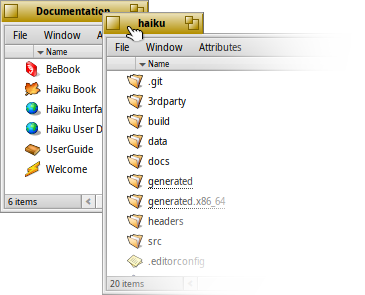 Documentation
File Window A
Name
BeBook
Haiku Book
Haiku Interfa
Haiku User D
UserGuide
Welcome
6 items
haiku
File Window Attributes
Name
.git
3rdparty
build
data
docs
generated
generated.x86_64
headers
src
.editorconfig
20 items